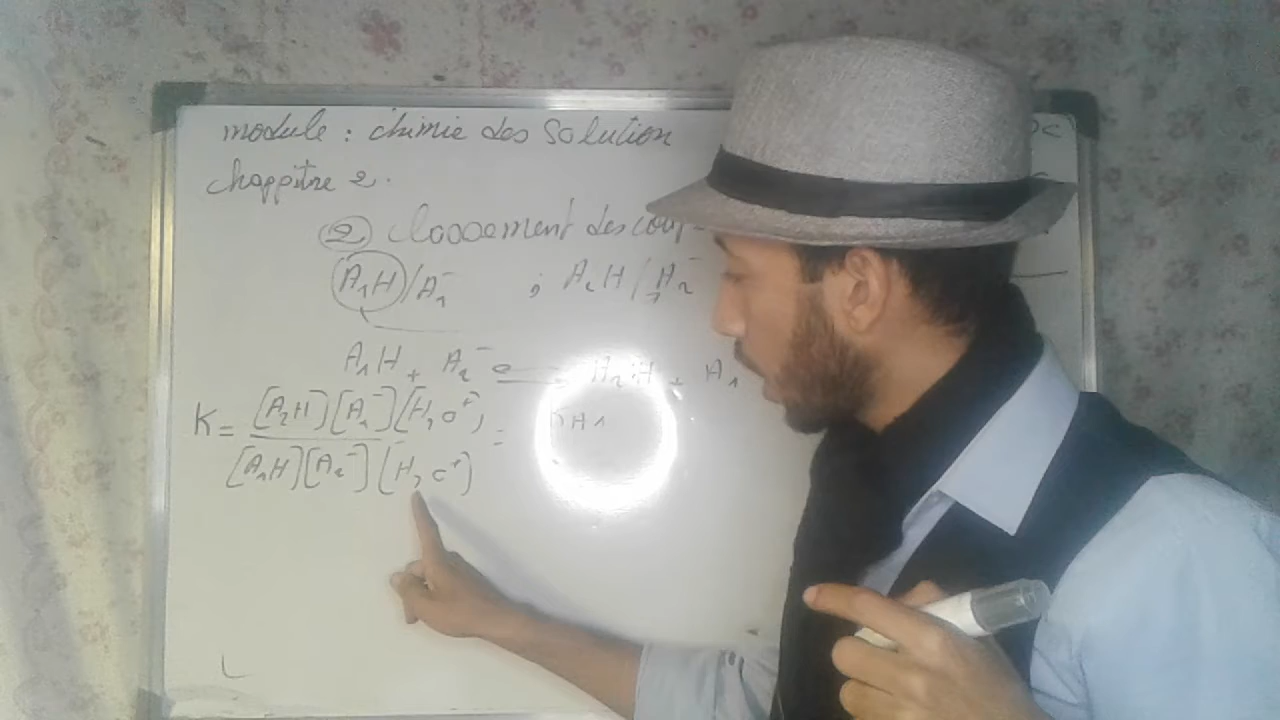 module : chimie des solution
chappitre 2.
② classement des coup
A₁H/A₁⁻ ; A₂H/A₂⁻
A₁H + A₂⁻ ⇌ A₂H + A₁
K = [A₂H][A₁⁻][H₃O⁺] / [A₁H][A₂⁻][H₃O⁺] = KA1